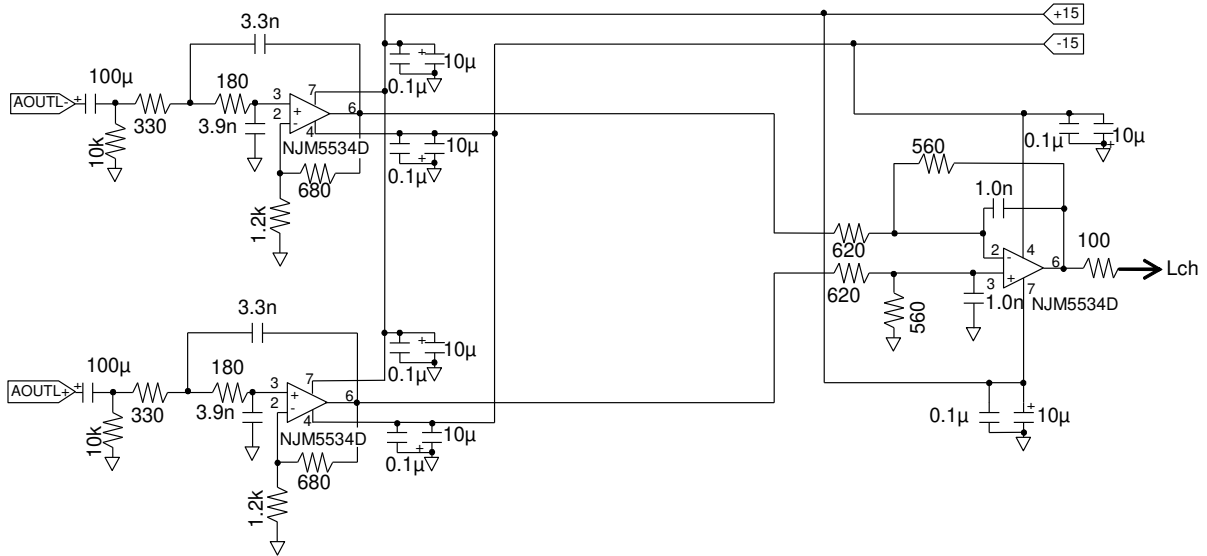 3.3n
+15
-15
100µ
180
+
10µ
AOUTL-
+
3
7
0.1µ
330
2
+
-
6
3.9n
4
10k
NJM5534D
10µ
+
0.1µ
0.1µ
10µ
+
680
560
1.2k
1.0n
620
2
-
4
6
100
Lch
+
3
7
620
1.0n
NJM5534D
560
3.3n
+
10µ
100µ
180
0.1µ
AOUTL+
+
3
7
330
2
+
-
6
3.9n
4
10k
NJM5534D
10µ
+
0.1µ
0.1µ
+
10µ
680
1.2k